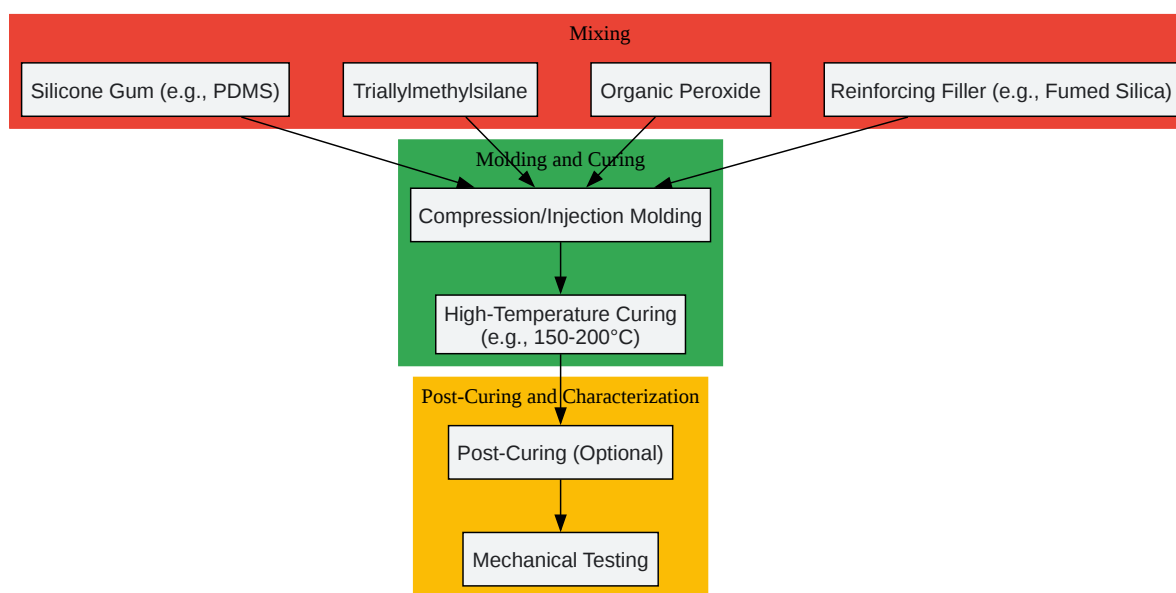 Mixing
Silicone Gum (e.g., PDMS)
Triallylmethylsilane
Organic Peroxide
Reinforcing Filler (e.g., Fumed Silica)
Molding and Curing
Compression/Injection Molding
High-Temperature Curing
(e.g., 150-200°C)
Post-Curing and Characterization
Post-Curing (Optional)
Mechanical Testing